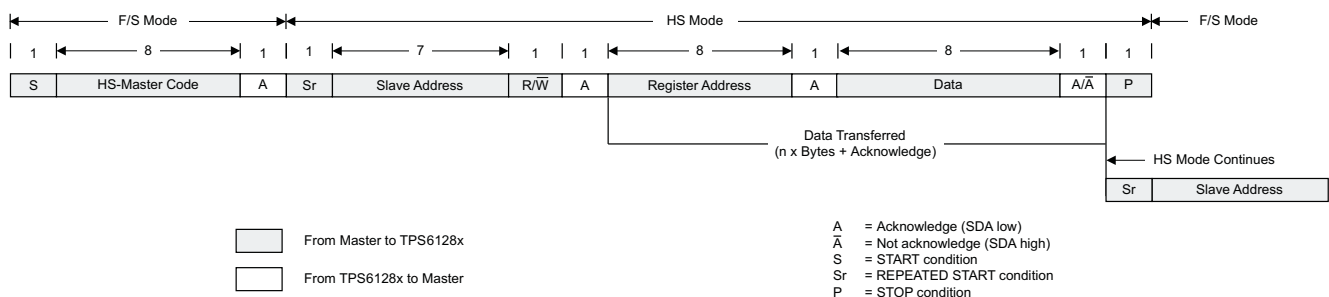 F/S Mode HS Mode F/S Mode
1 8 1 1 7 1 1 8 1 8 1 1
S HS-Master Code A Sr Slave Address R/W̅ A Register Address A Data A/A̅ P
Data Transferred
(n x Bytes + Acknowledge)
HS Mode Continues
Sr Slave Address
From Master to TPS6128x
From TPS6128x to Master
A = Acknowledge (SDA low)
A̅ = Not acknowledge (SDA high)
S = START condition
Sr = REPEATED START condition
P = STOP condition